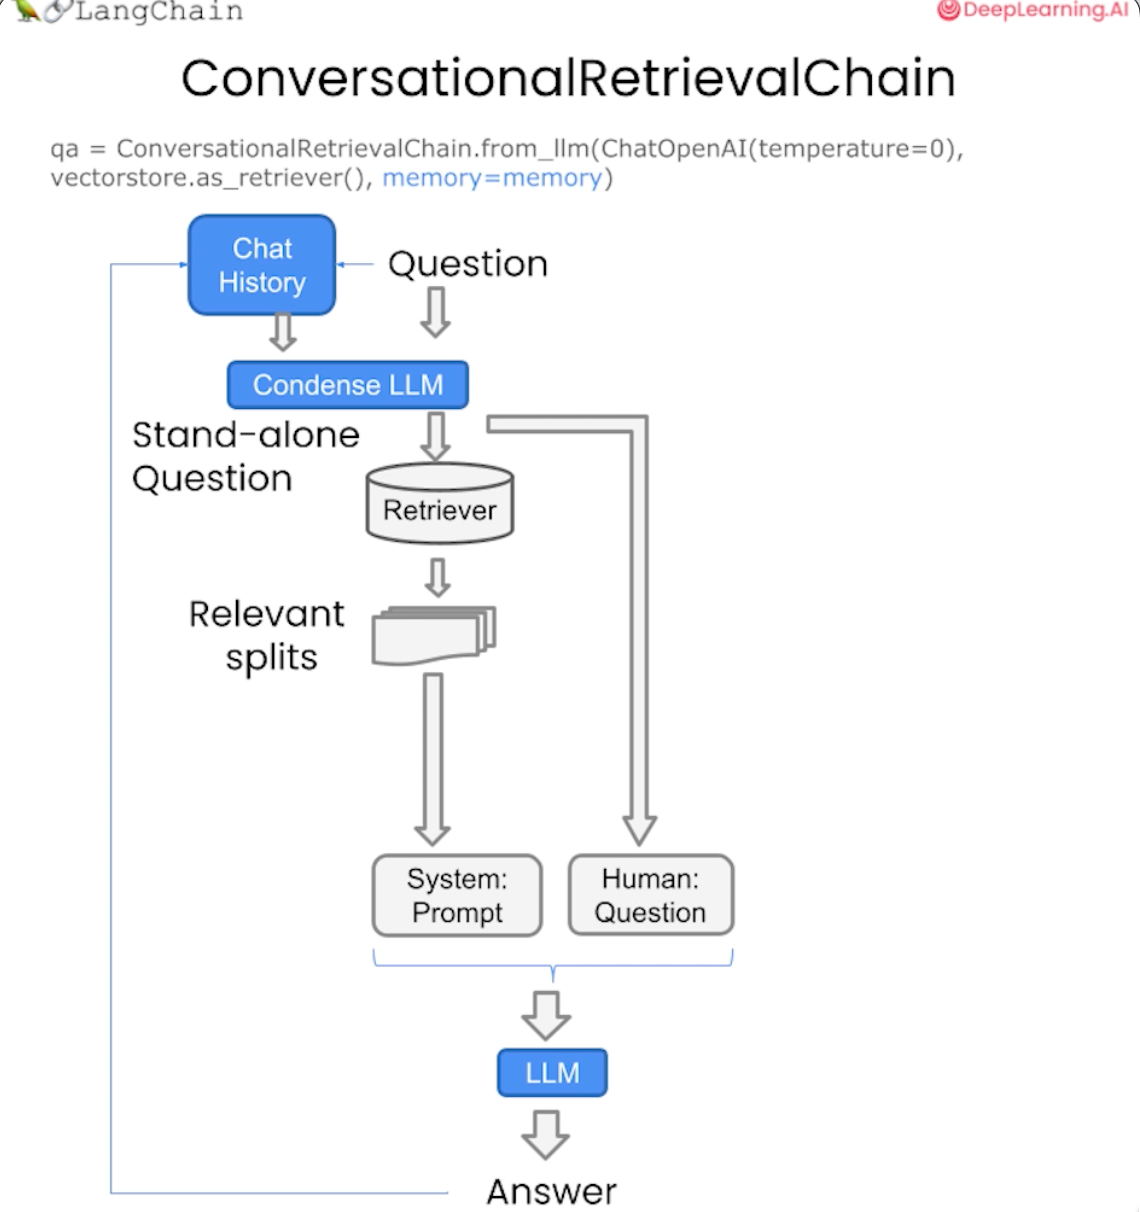 LangChain
DeepLearning.AI
ConversationalRetrievalChain
qa = ConversationalRetrievalChain.from_llm(ChatOpenAI(temperature=0),
vectorstore.as_retriever(), memory=memory)
Chat
History
Question
Condense LLM
Stand-alone
Question
Retriever
Relevant
splits
System:
Prompt
Human:
Question
LLM
Answer